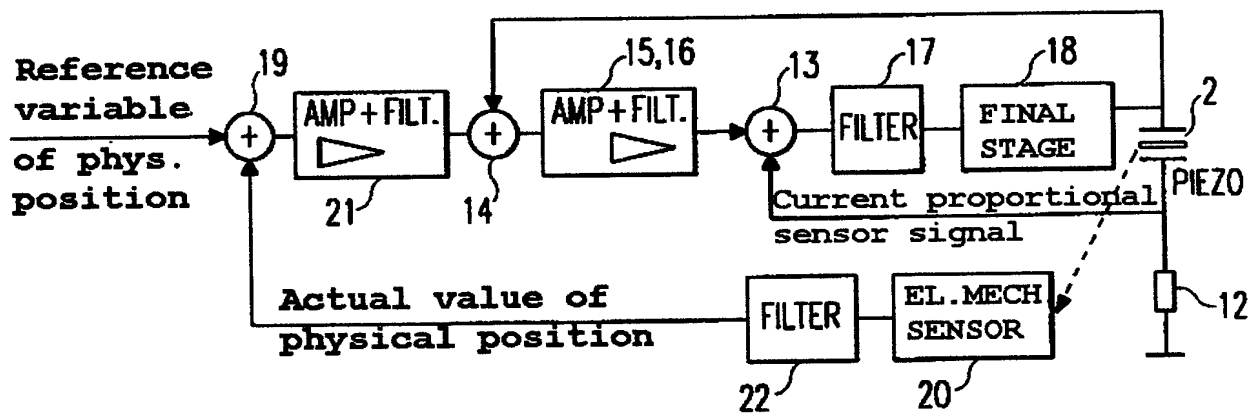 Reference
variable
of phys.
position
19
AMP+FILT.
21
14
15,16
AMP+FILT.
13
17
FILTER
18
FINAL
STAGE
2
PIEZO
Current proportional
sensor signal
12
Actual value of
physical position
FILTER
22
EL.MECH
SENSOR
20